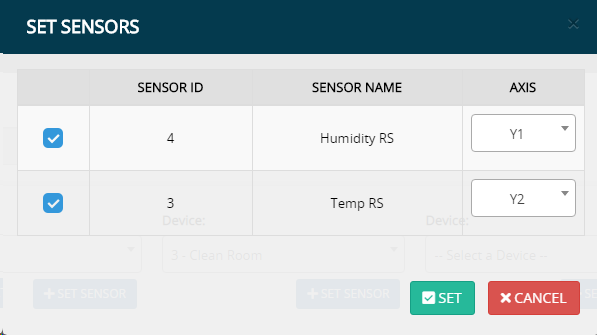 SET SENSORS ×
SENSOR ID SENSOR NAME AXIS
4 Humidity RS Y1
3 Temp RS Y2
Device: Device:
3 - Clean Room -- Select a Device --
SET SENSOR SET SENSOR
SET CANCEL